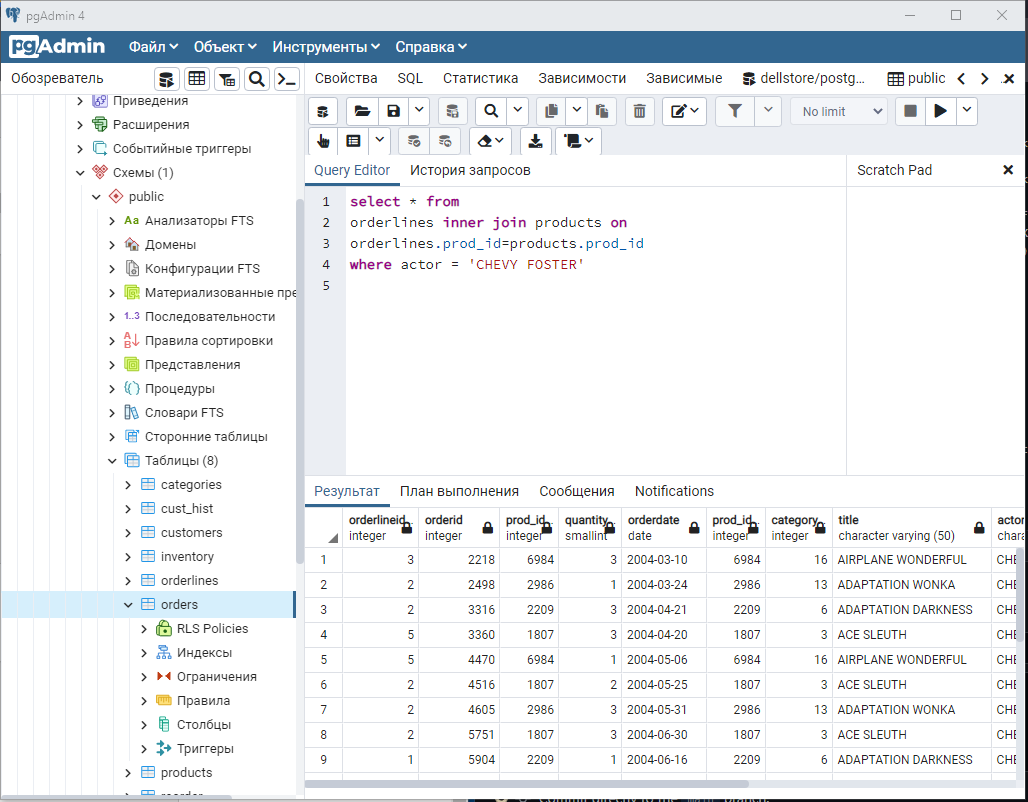 pgAdmin 4
pgAdmin
Файл Объект Инструменты Справка
Обозреватель
Свойства SQL Статистика Зависимости Зависимые dellstore/postg... public
No limit
Приведения
Расширения
Событийные триггеры
Схемы (1)
public
Aa Анализаторы FTS
Домены
Конфигурации FTS
Материализованные пре
1..3 Последовательности
Правила сортировки
Представления
Процедуры
Словари FTS
Сторонние таблицы
Таблицы (8)
categories
cust_hist
customers
inventory
orderlines
orders
RLS Policies
Индексы
Ограничения
Правила
Столбцы
Триггеры
products
Query Editor История запросов
Scratch Pad
1 select * from
2 orderlines inner join products on
3 orderlines.prod_id=products.prod_id
4 where actor = 'CHEVY FOSTER'
5
Результат План выполнения Сообщения Notifications
orderlineid orderid prod_id quantity orderdate prod_id category title actor
integer integer integer smallint date integer integer character varying (50) chara
1 3 2218 6984 3 2004-03-10 6984 16 AIRPLANE WONDERFUL CHE
2 2 2498 2986 1 2004-03-24 2986 13 ADAPTATION WONKA CHE
3 2 3316 2209 3 2004-04-21 2209 6 ADAPTATION DARKNESS CHE
4 5 3360 1807 3 2004-04-20 1807 3 ACE SLEUTH CHE
5 5 4470 6984 1 2004-05-06 6984 16 AIRPLANE WONDERFUL CHE
6 2 4516 1807 2 2004-05-25 1807 3 ACE SLEUTH CHE
7 2 4605 2986 3 2004-05-31 2986 13 ADAPTATION WONKA CHE
8 2 5751 1807 3 2004-06-30 1807 3 ACE SLEUTH CHE
9 1 5904 2209 1 2004-06-16 2209 6 ADAPTATION DARKNESS CHE